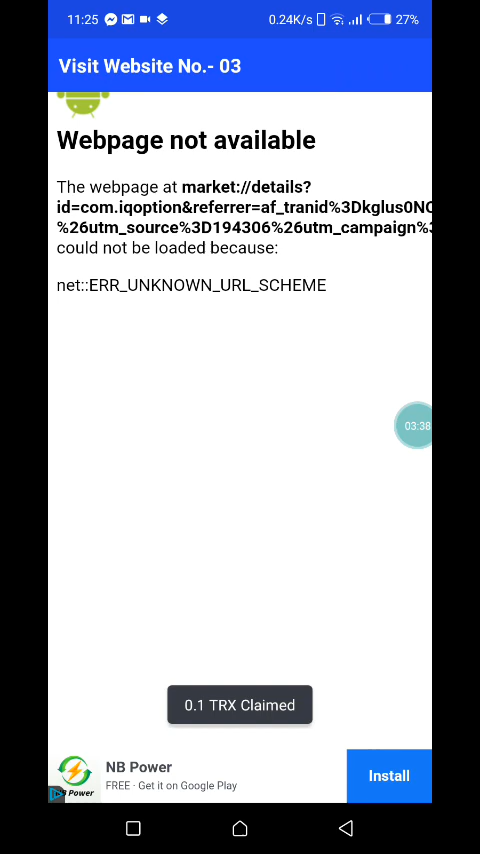 11:25
0.24K/s
27%
Visit Website No.- 03
Webpage not available
The webpage at market://details?
id=com.iqoption&referrer=af_tranid%3Dkglus0NC
%26utm_source%3D194306%26utm_campaign%3
could not be loaded because:
net::ERR_UNKNOWN_URL_SCHEME
03:38
0.1 TRX Claimed
NB Power
FREE · Get it on Google Play
Install
Power